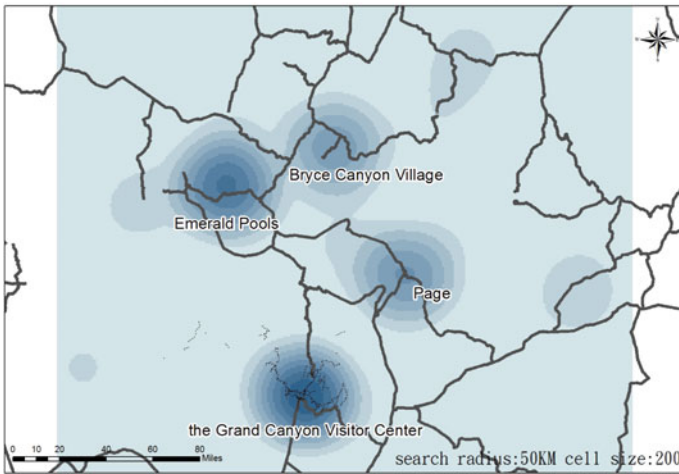 Bryce Canyon Village
Emerald Pools
Page
the Grand Canyon Visitor Center
0 10 20 40 60 80
Miles
search radius:50KM cell size:200